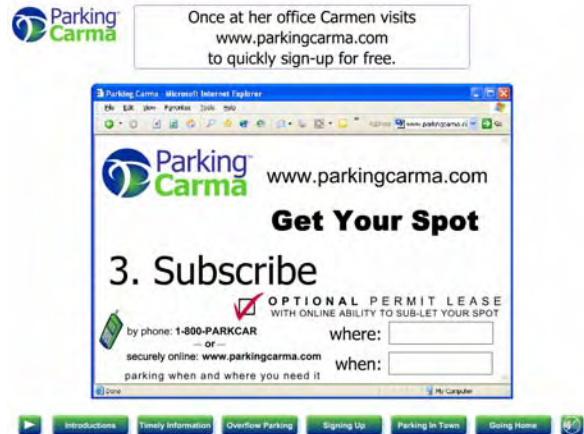 Parking
Carma
Once at her office Carmen visits
www.parkingcarma.com
to quickly sign-up for free.
Parking Carma - Microsoft Internet Explorer
File Edit View Favorites Tools Help
Address www.parkingcarma.c Go
Parking
Carma
www.parkingcarma.com
Get Your Spot
3. Subscribe
OPTIONAL PERMIT LEASE
WITH ONLINE ABILITY TO SUB-LET YOUR SPOT
by phone: 1-800-PARKCAR
— or —
securely online: www.parkingcarma.com
parking when and where you need it
where:
when:
Done My Computer
Introductions Timely Information Overflow Parking Signing Up Parking In Town Going Home